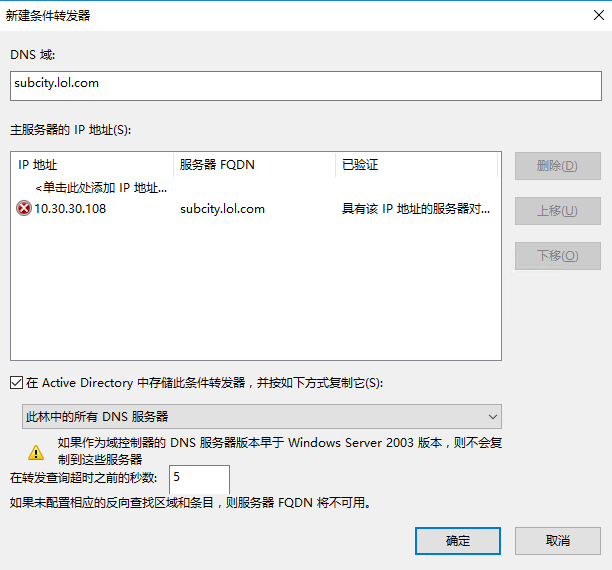 新建条件转发器
DNS 域:
subcity.lol.com
主服务器的 IP 地址(S):
IP 地址 服务器 FQDN 已验证
<单击此处添加 IP 地址...
10.30.30.108 subcity.lol.com 具有该 IP 地址的服务器对...
删除(D)
上移(U)
下移(O)
在 Active Directory 中存储此条件转发器，并按如下方式复制它(S):
此林中的所有 DNS 服务器
如果作为域控制器的 DNS 服务器版本早于 Windows Server 2003 版本，则不会复
制到这些服务器
在转发查询超时之前的秒数: 5
如果未配置相应的反向查找区域和条目，则服务器 FQDN 将不可用。
确定 取消